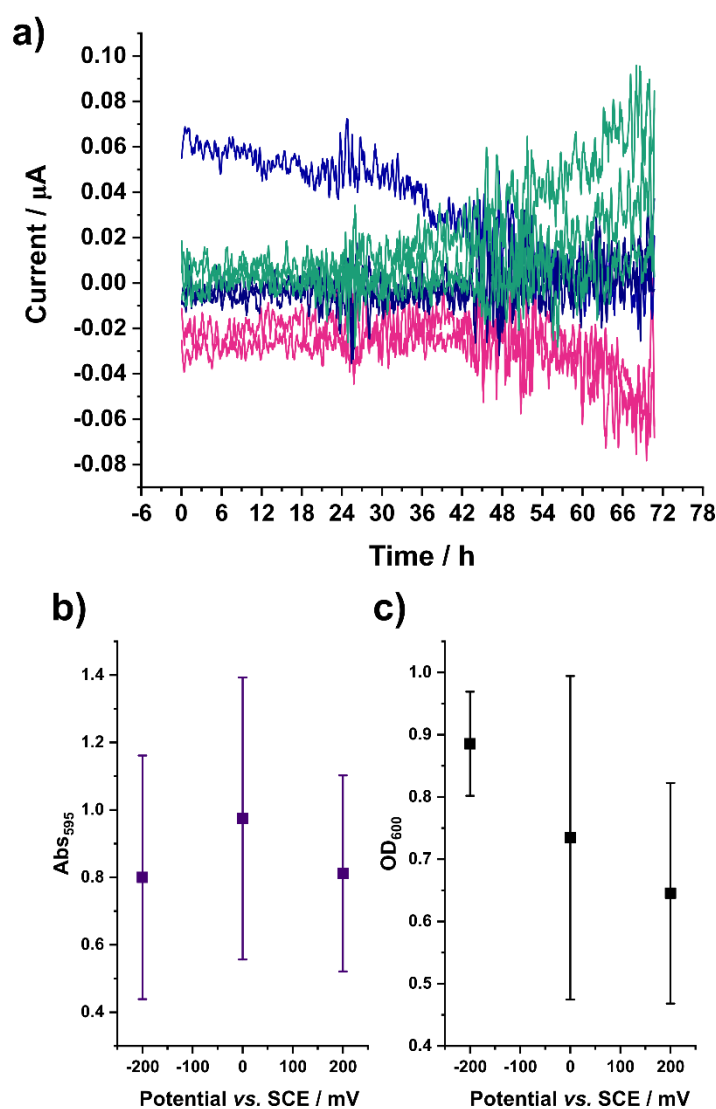 a)
0.10
0.08
0.06
0.04
0.02
0.00
-0.02
-0.04
-0.06
-0.08
Current / μA
-6 0 6 12 18 24 30 36 42 48 54 60 66 72 78
Time / h
b)
1.4
1.2
1.0
0.8
0.6
0.4
Abs595
-200 -100 0 100 200
Potential vs. SCE / mV
c)
1.0
0.9
0.8
0.7
0.6
0.5
0.4
OD600
-200 -100 0 100 200
Potential vs. SCE / mV